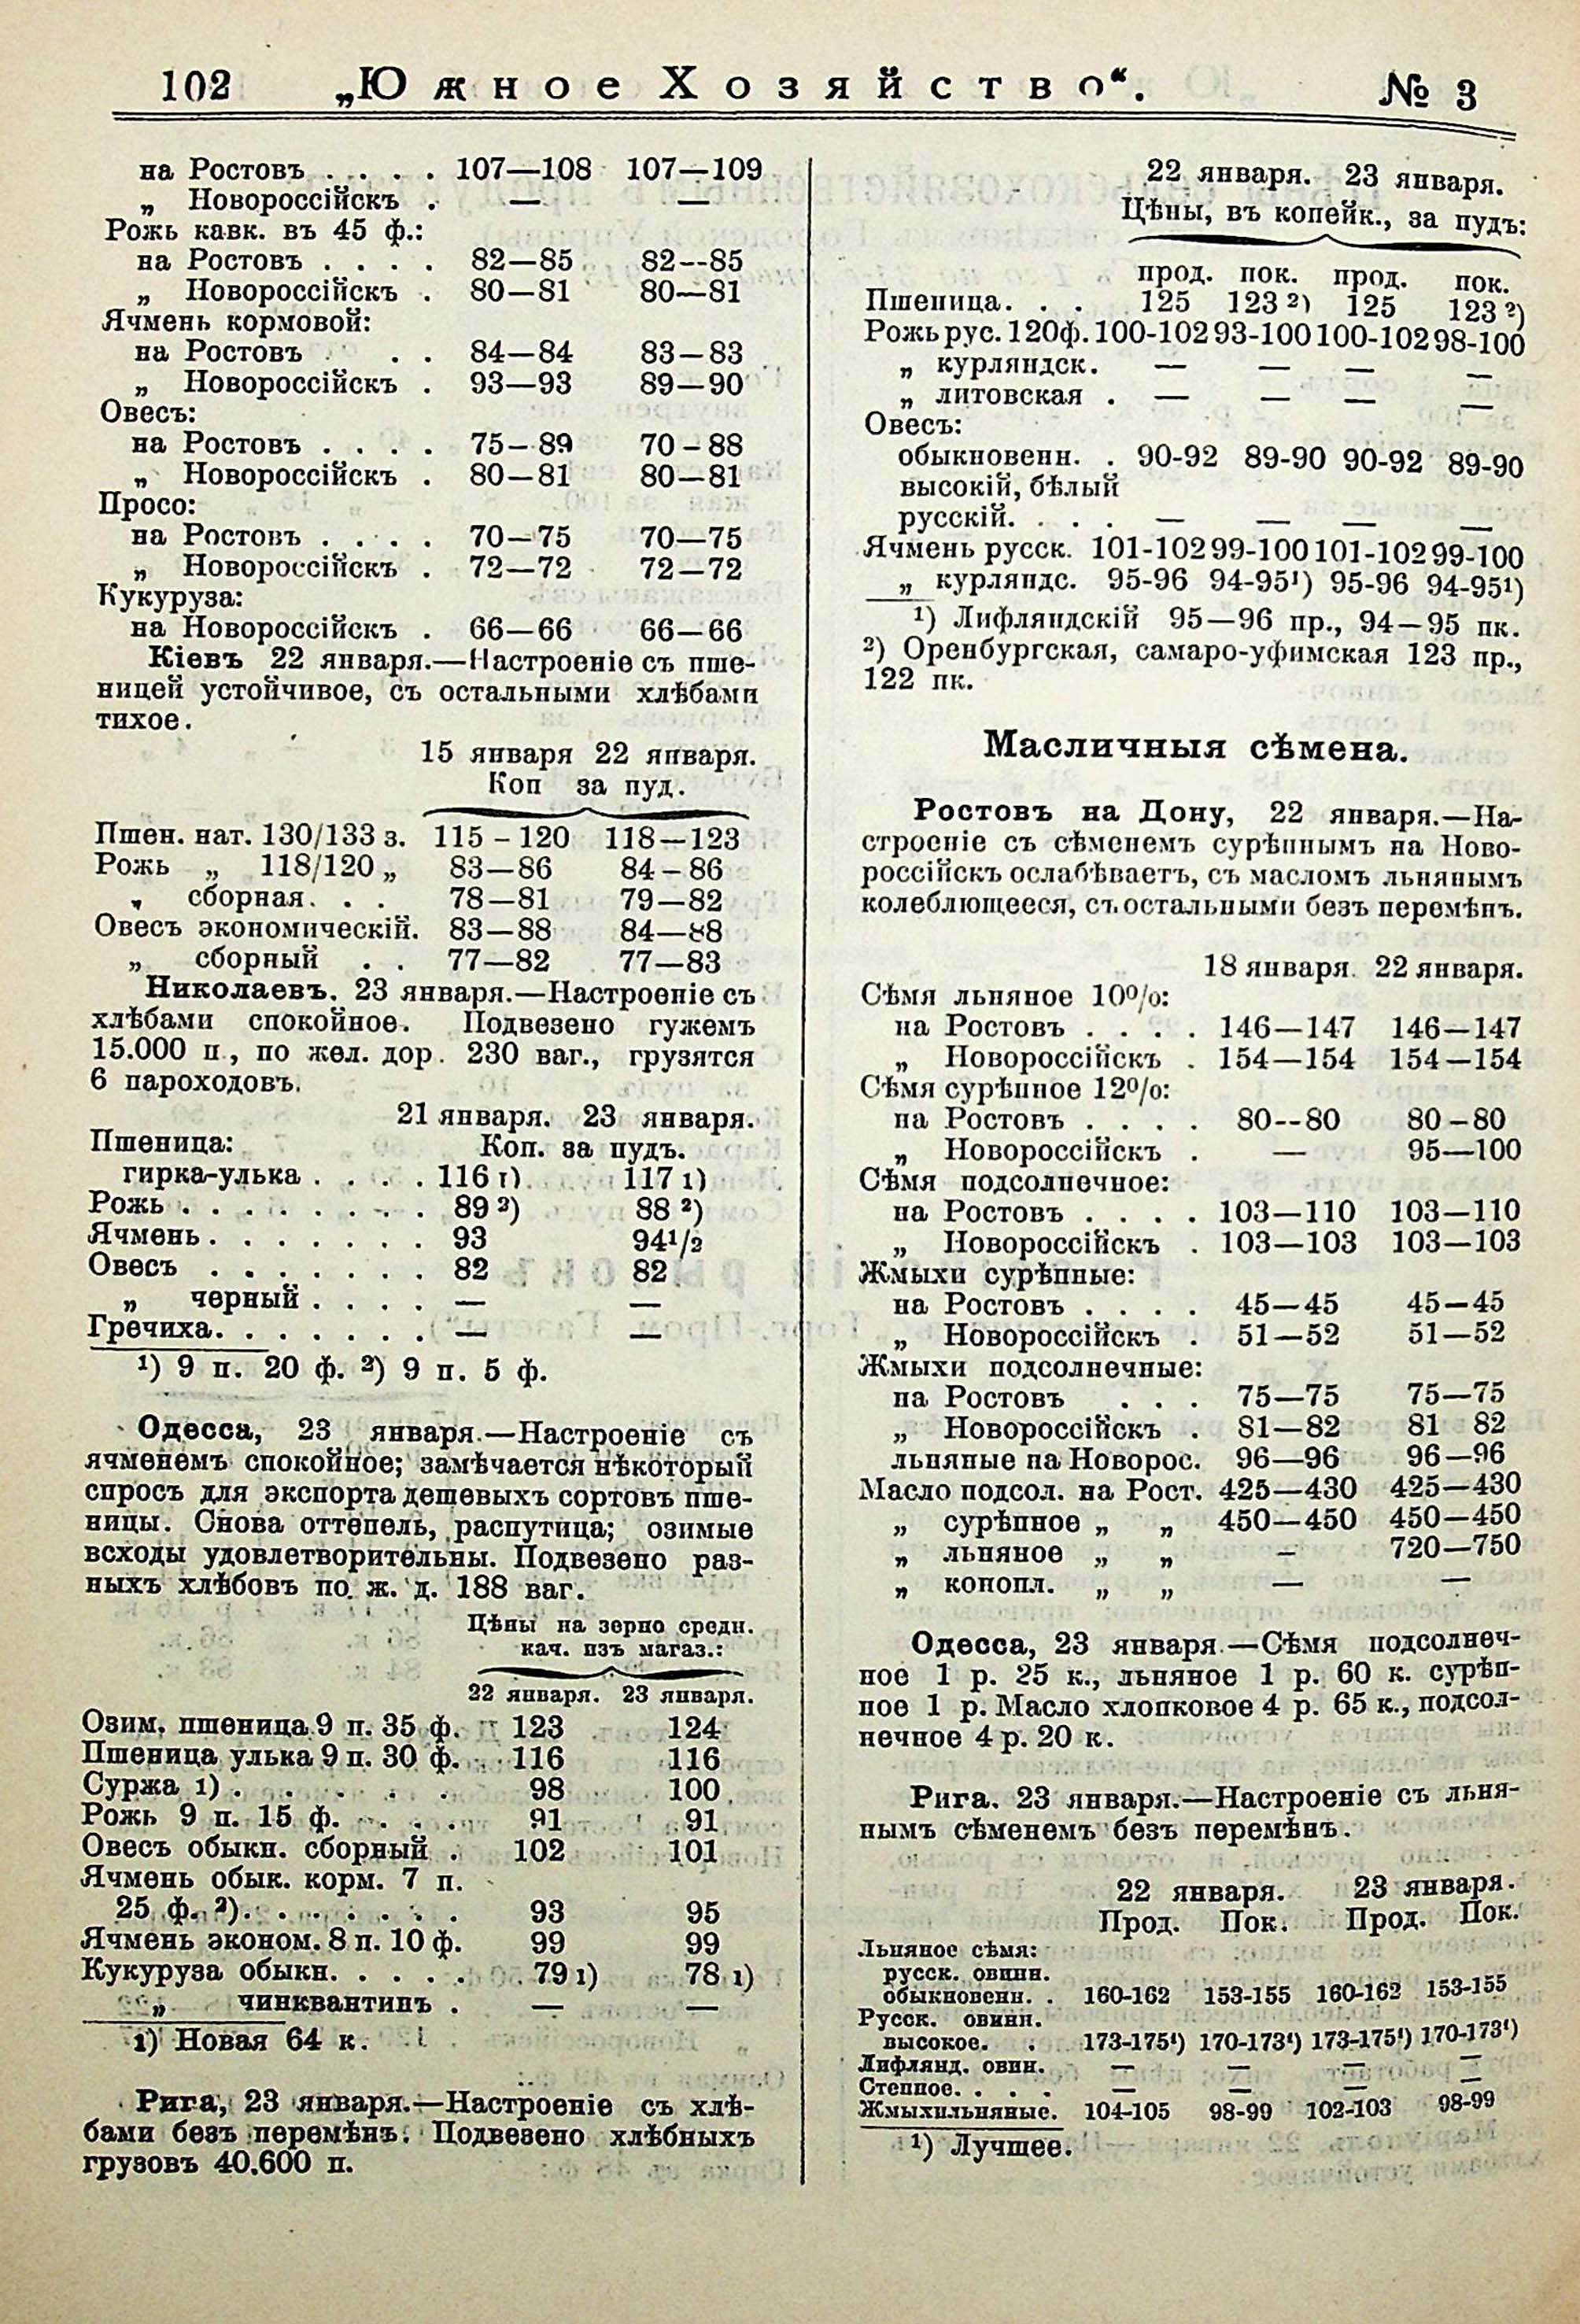 102 „Южное Хозяйство“. № 3
на Ростовъ . . . . 107—108 107—109
„ Новороссійскъ . — —
Рожь кавк. въ 45 ф.:
на Ростовъ . . . . 82—85 82--85
„ Новороссійскъ . 80—81 80—81
Ячмень кормовой:
на Ростовъ . . . 84—84 83—83
„ Новороссійскъ . 93—93 89—90
Овесъ:
на Ростовъ . . . . 75—89 70-88
„ Новороссійскъ . 80—81 80—81
Просо:
на Ростовъ . . . . 70—75 70—75
„ Новороссійскъ . 72—72 72—72
Кукуруза:
на Новороссійскъ . 66—66 66—66
Кіевъ 22 января.—Настроеніе съ пше-
ницей устойчивое, съ остальными хлѣбами
тихое.
15 января 22 января.
Коп за пуд.
Пшен. нат. 130/133 з. 115-120 118—123
Рожь „ 118/120 „ 83—86 84-86
„ сборная. . . 78—81 79—82
Овесъ экономическій. 83—88 84—88
„ сборный . . 77—82 77—83
Николаевъ. 23 января.—Настроеніе съ
хлѣбами спокойное. Подвезено гужемъ
15.000 п., по жел. дор. 230 ваг., грузятся
6 пароходовъ.
21 января. 23 января.
Пшеница: Коп. за пудъ.
гирка-улька . . . . 116 1) 117 1)
Рожь . . . . . . . . 89 2) 88 2)
Ячмень . . . . . . . 93 941/2
Овесъ . . . . . . . 82 82
„ черный . . . . — —
Гречиха. . . . . . . — —
1) 9 п. 20 ф. 2) 9 п. 5 ф.
Одесса, 23 января.—Настроеніе съ
ячменемъ спокойное; замѣчается нѣкоторый
спросъ для экспорта дешевыхъ сортовъ пше-
ницы. Снова оттепель, распутица; озимые
всходы удовлетворительны. Подвезено раз-
ныхъ хлѣбовъ по ж. д. 188 ваг.
Цѣны на зерно средн.
кач. изъ магаз.:
22 января. 23 января.
Озим. пшеница 9 п. 35 ф. 123 124
Пшеница улька 9 п. 30 ф. 116 116
Суржа 1) . . . . . 98 100
Рожь 9 п. 15 ф. . . . . 91 91
Овесъ обыкн. сборный . 102 101
Ячмень обык. корм. 7 п.
25 ф. 2). . . . . . . 93 95
Ячмень эконом. 8 п. 10 ф. 99 99
Кукуруза обыкн. . . . . 79 1) 78 1)
„ чинквантинъ . — —
1) Новая 64 к.
Рига, 23 января.—Настроеніе съ хлѣ-
бами безъ перемѣнъ. Подвезено хлѣбныхъ
грузовъ 40.600 п.
22 января. 23 января.
Цѣны, въ копейк., за пудъ:
прод. пок. прод. пок.
Пшеница. . . 125 123 2) 125 123 2)
Рожь рус. 120ф. 100-102 93-100 100-102 98-100
„ курляндск. — — — —
„ литовская . — — — —
Овесъ:
обыкновенн. . 90-92 89-90 90-92 89-90
высокій, бѣлый
русскій. . . . — — — —
Ячмень русск. 101-102 99-100 101-102 99-100
„ курляндс. 95-96 94-95¹) 95-96 94-95¹)
1) Лифляндскій 95—96 пр., 94—95 пк.
2) Оренбургская, самаро-уфимская 123 пр.,
122 пк.
Масличныя сѣмена.
Ростовъ на Дону, 22 января.—На-
строеніе съ сѣменемъ сурѣпнымъ на Ново-
россійскъ ослабѣваетъ, съ масломъ льнянымъ
колеблющееся, съ остальными безъ перемѣнъ.
18 января. 22 января.
Сѣмя льняное 10%:
на Ростовъ . . . . 146—147 146—147
„ Новороссійскъ . 154—154 154—154
Сѣмя сурѣпное 12%:
на Ростовъ . . . . 80--80 80-80
„ Новороссійскъ . — 95—100
Сѣмя подсолнечное:
на Ростовъ . . . . 103—110 103—110
„ Новороссійскъ . 103—103 103—103
Жмыхи сурѣпные:
на Ростовъ . . . . 45—45 45—45
„ Новороссійскъ . 51—52 51—52
Жмыхи подсолнечные:
на Ростовъ . . . 75—75 75—75
„ Новороссійскъ . 81—82 81 82
льняные на Новорос. 96—96 96—96
Масло подсол. на Рост. 425—430 425—430
„ сурѣпное „ „ 450—450 450—450
„ льняное „ „ — 720—750
„ конопл. „ „ — —
Одесса, 23 января.—Сѣмя подсолнеч-
ное 1 р. 25 к., льняное 1 р. 60 к. сурѣп-
ное 1 р. Масло хлопковое 4 р. 65 к., подсол-
нечное 4 р. 20 к.
Рига. 23 января.—Настроеніе съ льня-
нымъ сѣменемъ безъ перемѣнъ.
22 января. 23 января.
Прод. Пок. Прод. Пок.
Льняное сѣмя:
русск. овинн.
обыкновенн. . 160-162 153-155 160-162 153-155
Русск. овинн.
высокое. . 173-175¹) 170-173¹) 173-175¹) 170-173¹)
Лифлянд. овин. — — — —
Степное. . . . — — — —
Жмыхи льняные. 104-105 98-99 102-103 98-99
1) Лучшее.